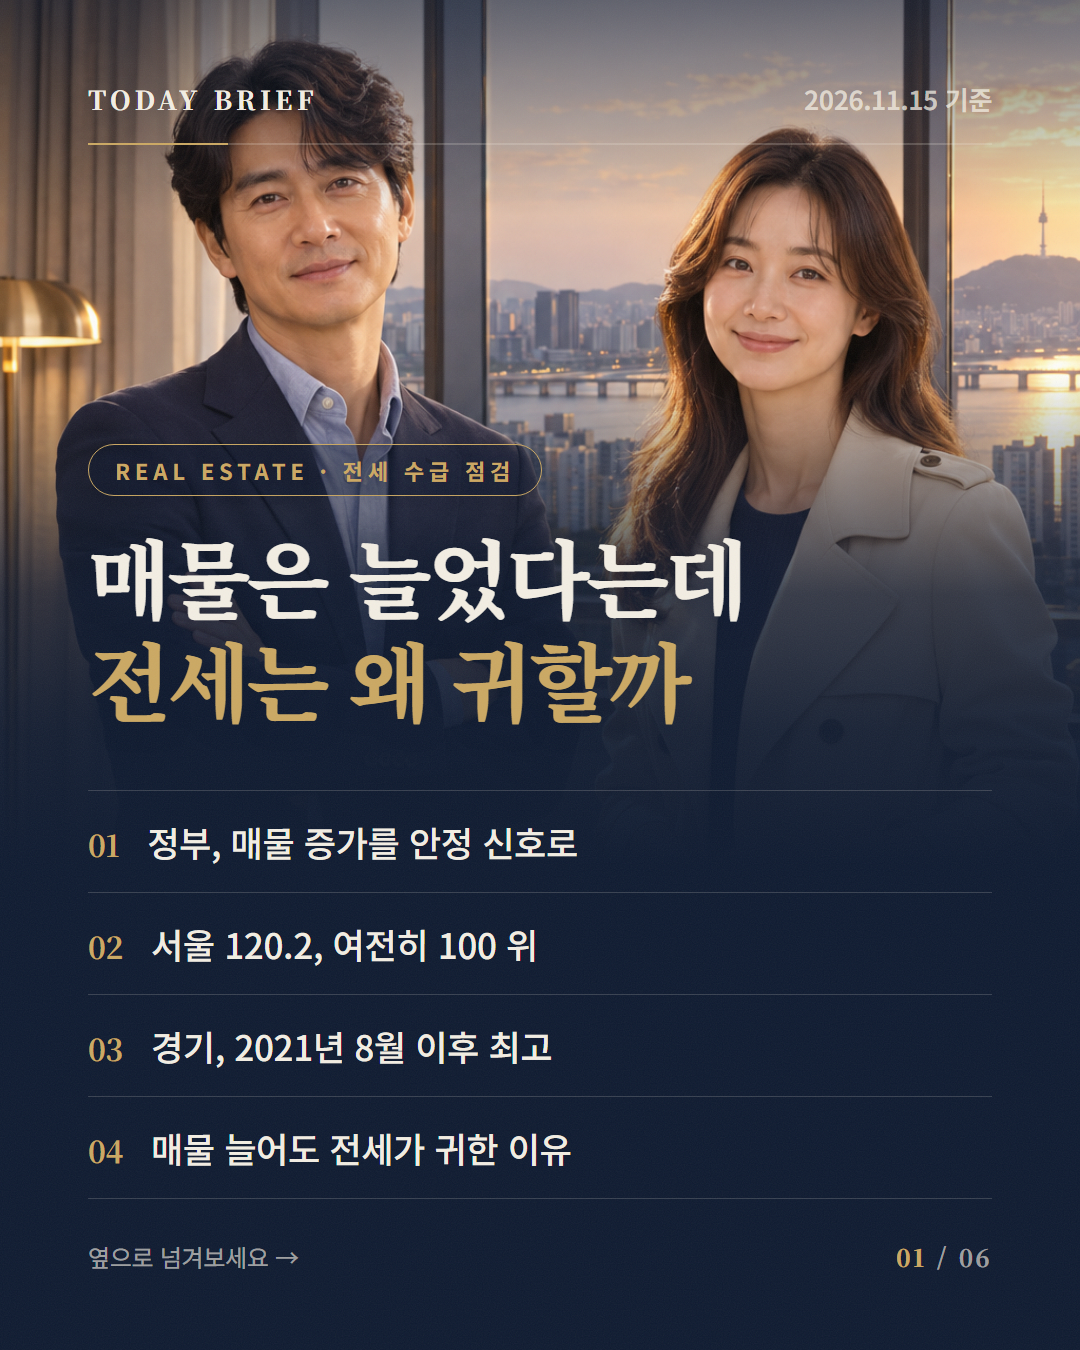 TODAY BRIEF
2026.11.15 기준
REAL ESTATE · 전세 수급 점검
매물은 늘었다는데
전세는 왜 귀할까
01 정부, 매물 증가를 안정 신호로
02 서울 120.2, 여전히 100 위
03 경기, 2021년 8월 이후 최고
04 매물 늘어도 전세가 귀한 이유
옆으로 넘겨보세요 →
01 / 06